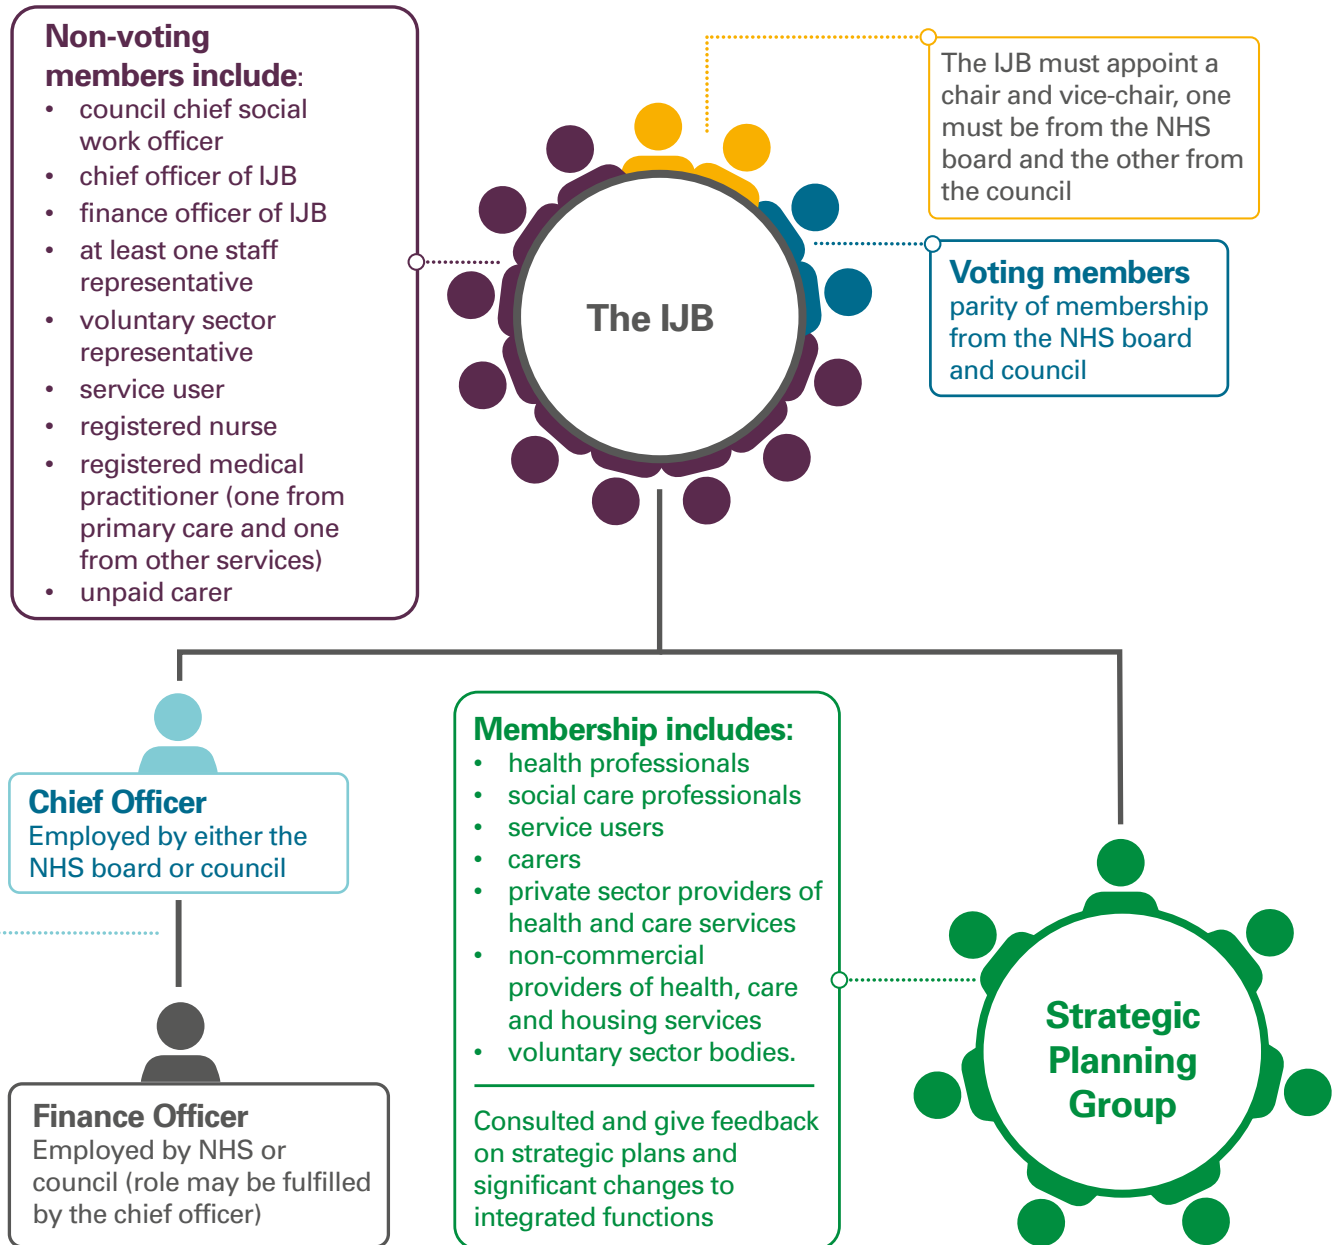 Non-voting
members include:
• council chief social
work officer
• chief officer of IJB
• finance officer of IJB
• at least one staff
representative
• voluntary sector
representative
• service user
• registered nurse
• registered medical
practitioner (one from
primary care and one
from other services)
• unpaid carer
The IJB
The IJB must appoint a
chair and vice-chair, one
must be from the NHS
board and the other from
the council
Voting members
parity of membership
from the NHS board
and council
Chief Officer
Employed by either the
NHS board or council
Finance Officer
Employed by NHS or
council (role may be fulfilled
by the chief officer)
Membership includes:
• health professionals
• social care professionals
• service users
• carers
• private sector providers of
health and care services
• non-commercial
providers of health, care
and housing services
• voluntary sector bodies.
Consulted and give feedback
on strategic plans and
significant changes to
integrated functions
Strategic
Planning
Group